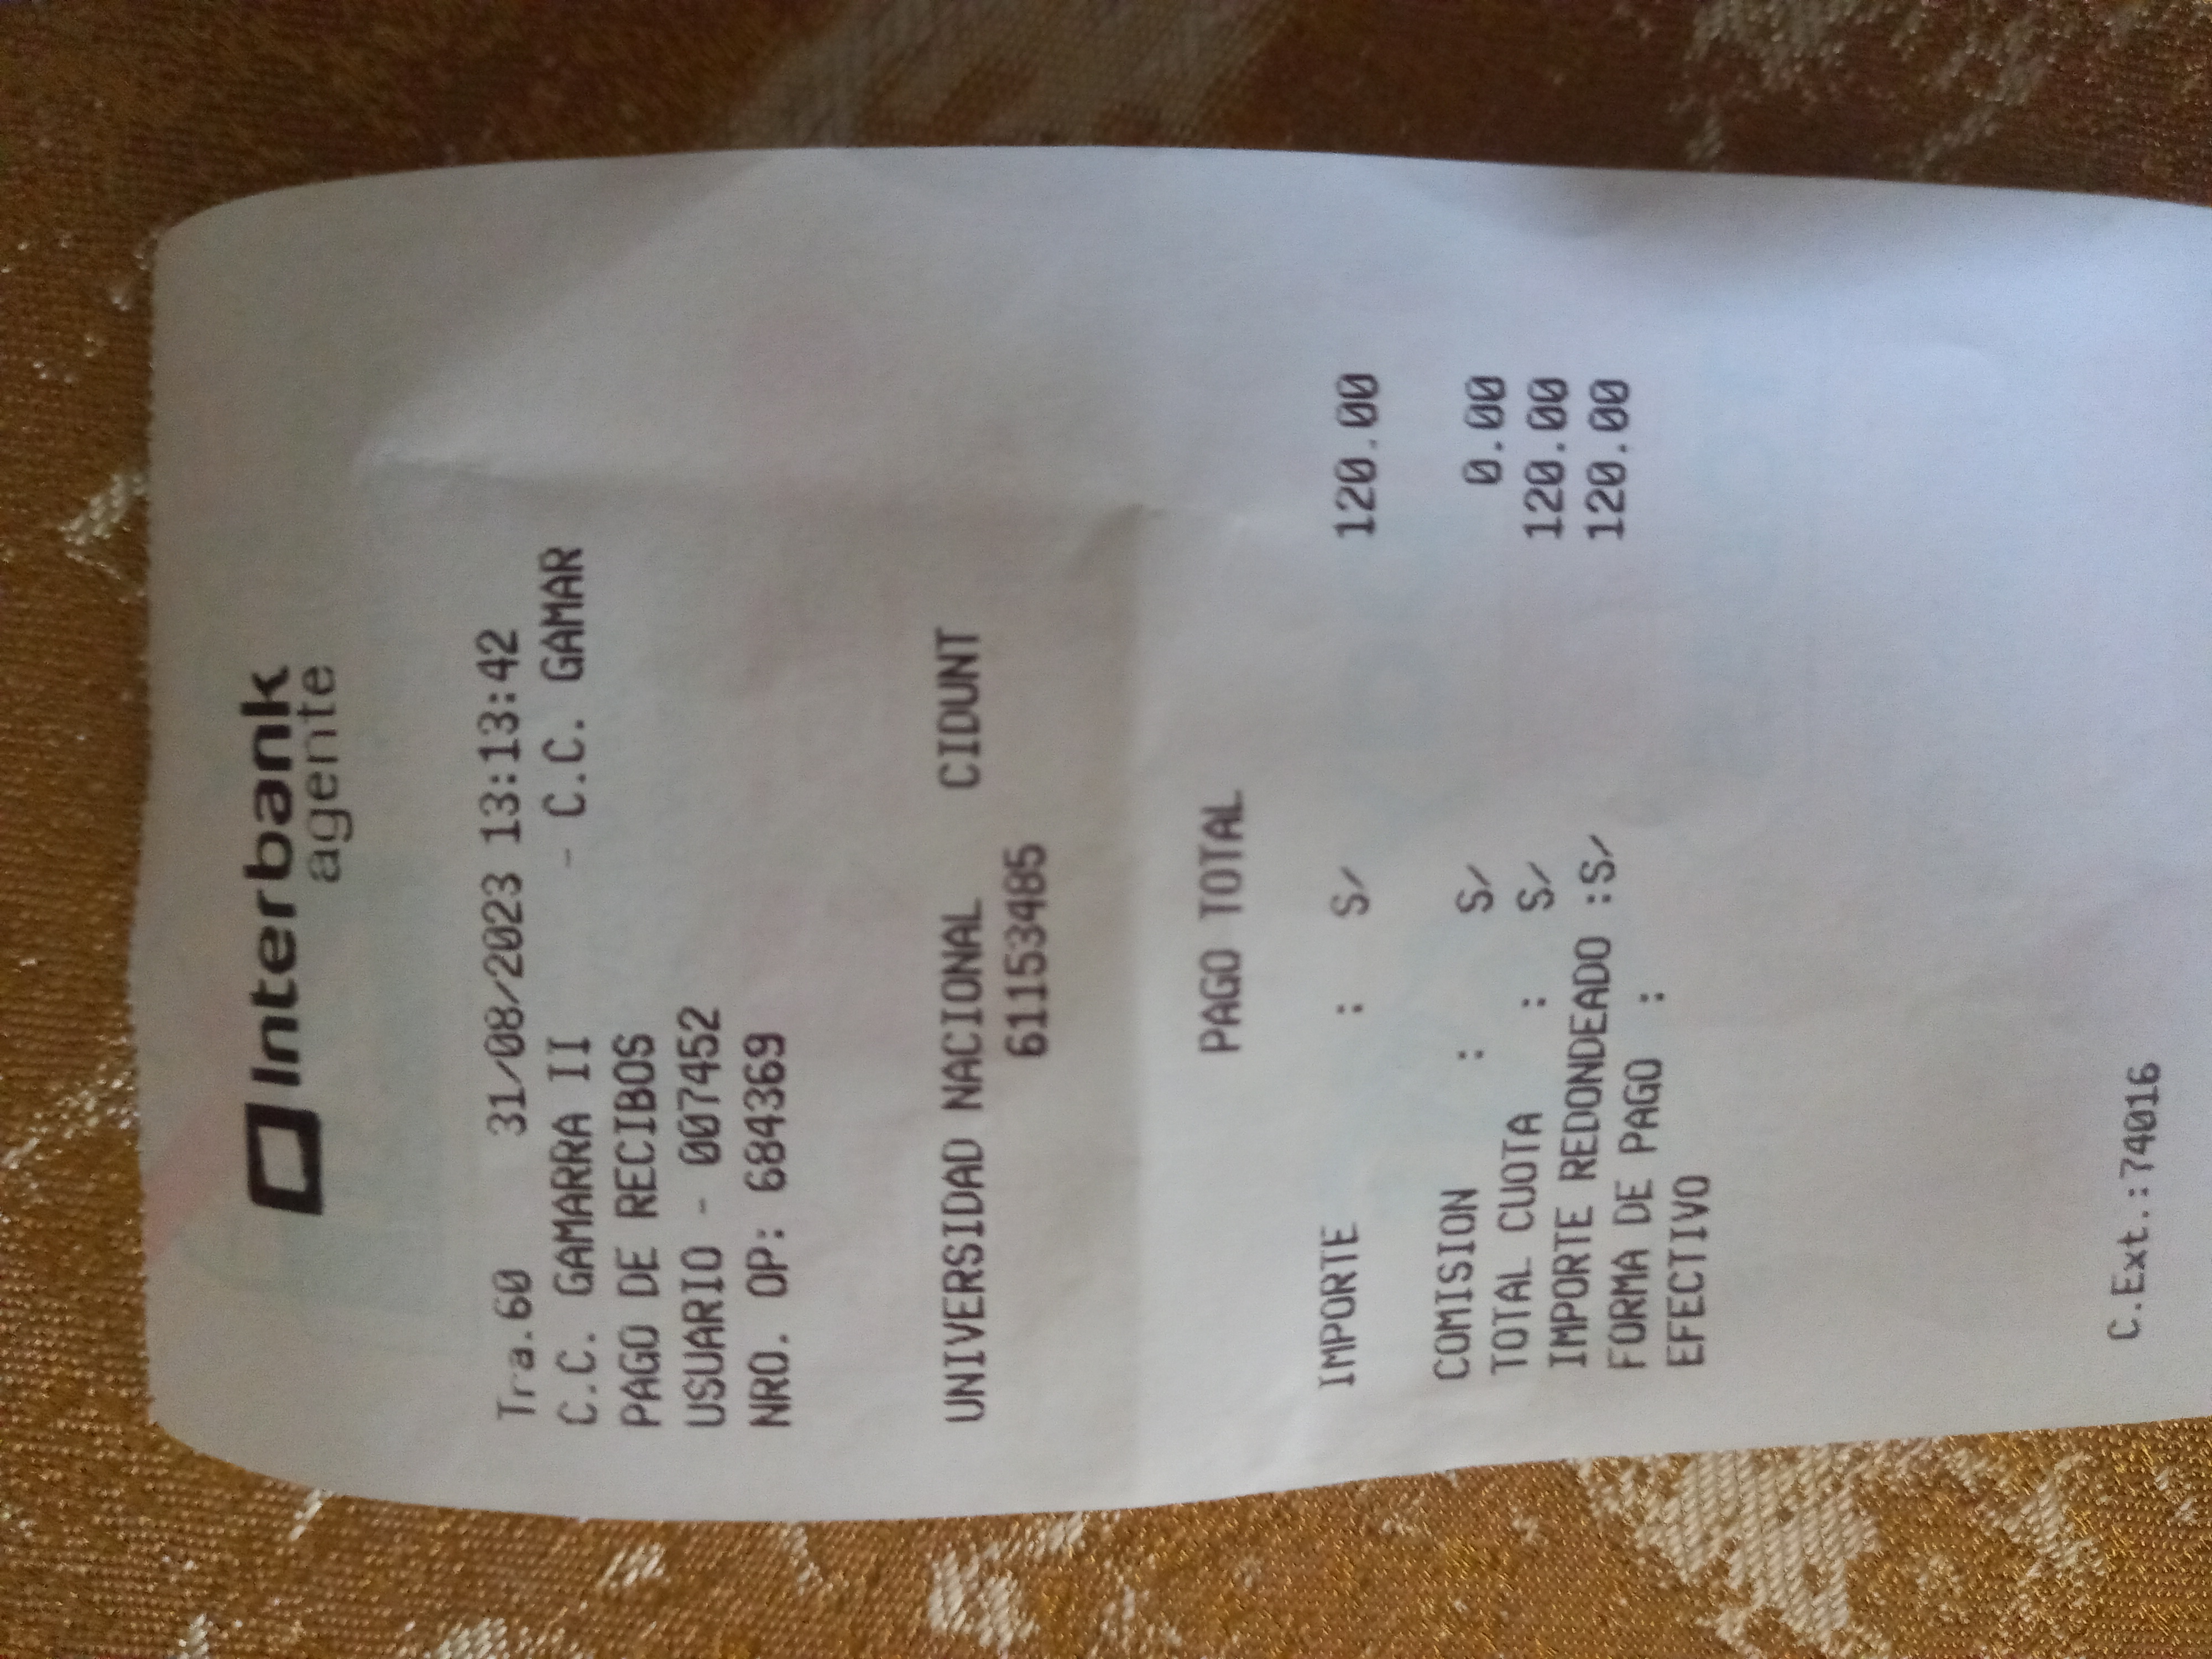 Interbank
agente
Tra.60 31/08/2023 13:13:42
C.C. GAMARRA II - C.C. GAMAR
PAGO DE RECIBOS
USUARIO - 007452
NRO. OP: 684369
UNIVERSIDAD NACIONAL CIDUNT
611534B5
PAGO TOTAL
IMPORTE : S/ 120.00
COMISION : S/ 0.00
TOTAL CUOTA : S/ 120.00
IMPORTE REDONDEADO :S/ 120.00
FORMA DE PAGO :
EFECTIVO
C.Ext.:74016